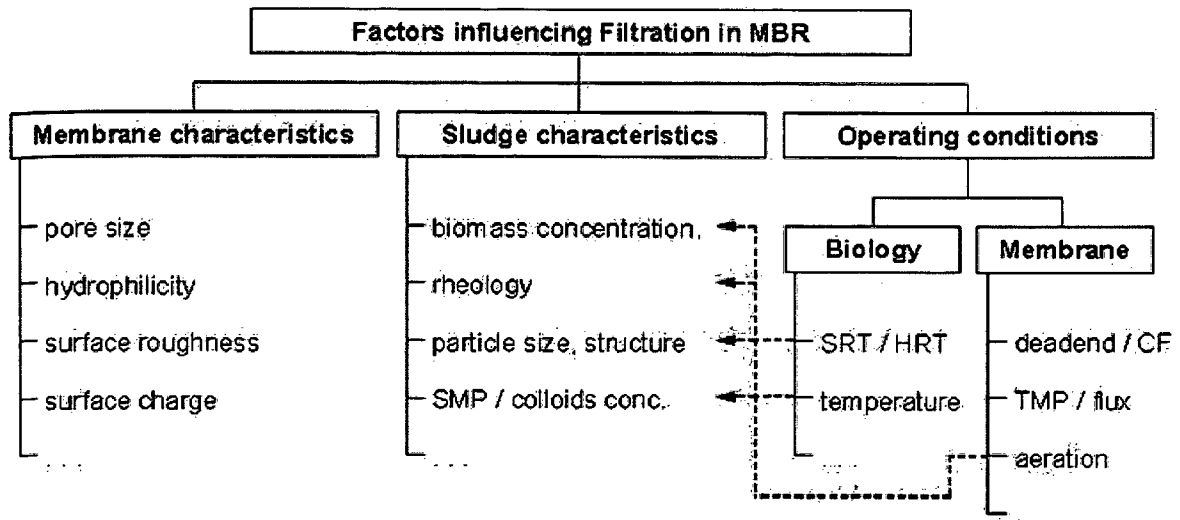 Factors influencing Filtration in MBR
Membrane characteristics
Sludge characteristics
Operating conditions
pore size
hydrophilicity
surface roughness
surface charge
. . .
biomass concentration,
rheology
particle size, structure
SMP / colloids conc.
. . .
Biology
SRT / HRT
temperature
....
Membrane
deadend / CF
TMP / flux
aeration